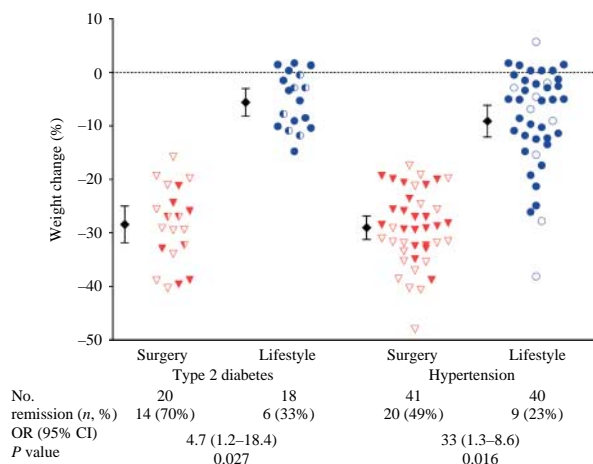 10
0
−10
−20
−30
−40
−50
Weight change (%)
Surgery Lifestyle Surgery Lifestyle
Type 2 diabetes Hypertension
No. 20 18 41 40
remission (n, %) 14 (70%) 6 (33%) 20 (49%) 9 (23%)
OR (95% CI) 4.7 (1.2–18.4) 33 (1.3–8.6)
P value 0.027 0.016